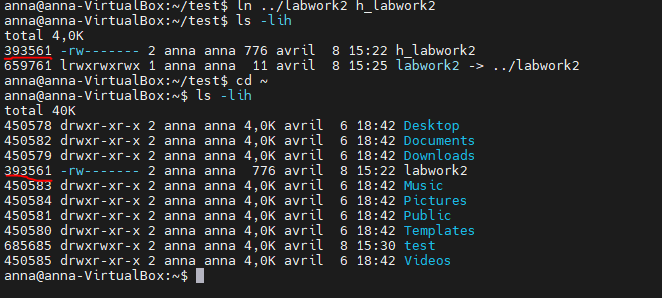 anna@anna-VirtualBox:~/test$ ln ../labwork2 h_labwork2
anna@anna-VirtualBox:~/test$ ls -lih
total 4,0K
393561 -rw------- 2 anna anna 776 avril  8 15:22 h_labwork2
659761 lrwxrwxrwx 1 anna anna  11 avril  8 15:25 labwork2 -> ../labwork2
anna@anna-VirtualBox:~/test$ cd ~
anna@anna-VirtualBox:~$ ls -lih
total 40K
450578 drwxr-xr-x 2 anna anna 4,0K avril  6 18:42 Desktop
450582 drwxr-xr-x 2 anna anna 4,0K avril  6 18:42 Documents
450579 drwxr-xr-x 2 anna anna 4,0K avril  6 18:42 Downloads
393561 -rw------- 2 anna anna  776 avril  8 15:22 labwork2
450583 drwxr-xr-x 2 anna anna 4,0K avril  6 18:42 Music
450584 drwxr-xr-x 2 anna anna 4,0K avril  6 18:42 Pictures
450581 drwxr-xr-x 2 anna anna 4,0K avril  6 18:42 Public
450580 drwxr-xr-x 2 anna anna 4,0K avril  6 18:42 Templates
685685 drwxrwxr-x 2 anna anna 4,0K avril  8 15:30 test
450585 drwxr-xr-x 2 anna anna 4,0K avril  6 18:42 Videos
anna@anna-VirtualBox:~$